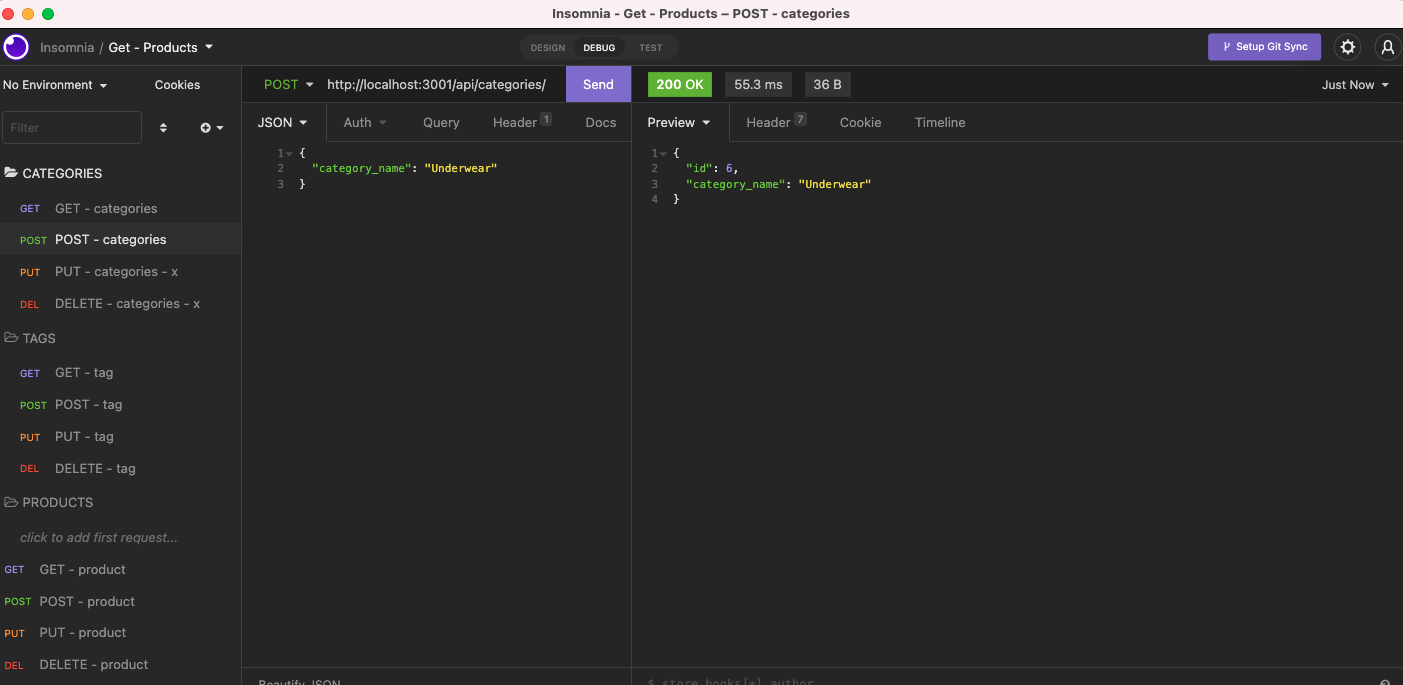 Insomnia - Get - Products – POST - categories
Insomnia / Get - Products
DESIGN DEBUG TEST
Setup Git Sync
No Environment Cookies
Filter
CATEGORIES
GET GET - categories
POST POST - categories
PUT PUT - categories - x
DEL DELETE - categories - x
TAGS
GET GET - tag
POST POST - tag
PUT PUT - tag
DEL DELETE - tag
PRODUCTS
click to add first request...
GET GET - product
POST POST - product
PUT PUT - product
DEL DELETE - product
POST http://localhost:3001/api/categories/ Send
JSON Auth Query Header 1 Docs
1 {
2 "category_name": "Underwear"
3 }
Beautify JSON
200 OK 55.3 ms 36 B Just Now
Preview Header 7 Cookie Timeline
1 {
2 "id": 6,
3 "category_name": "Underwear"
4 }
$.store.books[*].author